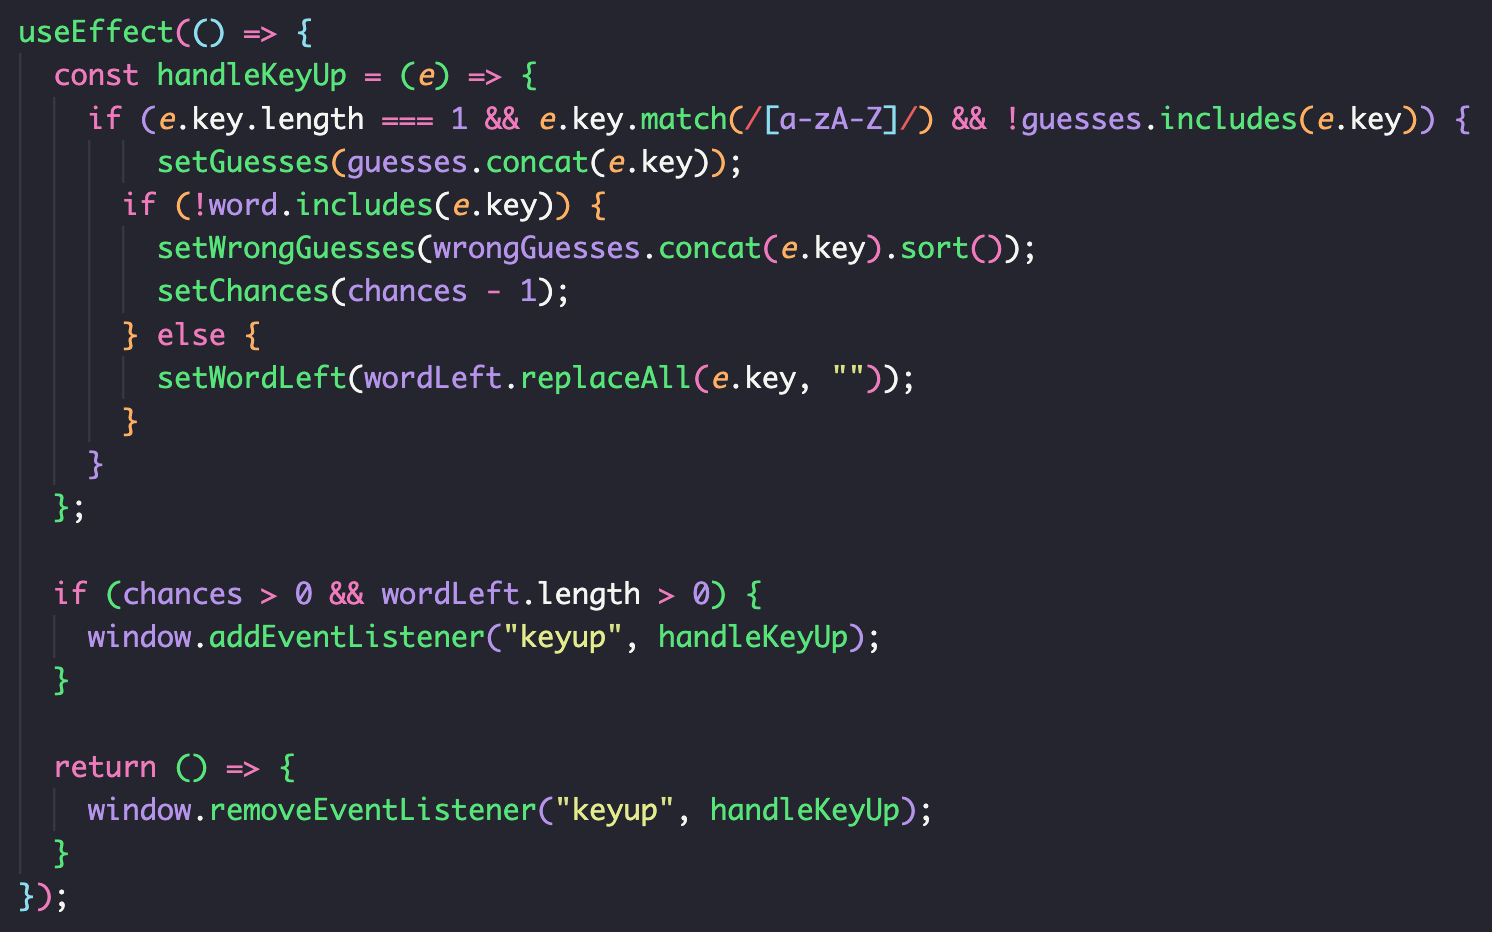 useEffect(() => {
  const handleKeyUp = (e) => {
    if (e.key.length === 1 && e.key.match(/[a-zA-Z]/) && !guesses.includes(e.key)) {
        setGuesses(guesses.concat(e.key));
      if (!word.includes(e.key)) {
        setWrongGuesses(wrongGuesses.concat(e.key).sort());
        setChances(chances - 1);
      } else {
        setWordLeft(wordLeft.replaceAll(e.key, ""));
      }
    }
  };

  if (chances > 0 && wordLeft.length > 0) {
    window.addEventListener("keyup", handleKeyUp);
  }

  return () => {
    window.removeEventListener("keyup", handleKeyUp);
  }
});